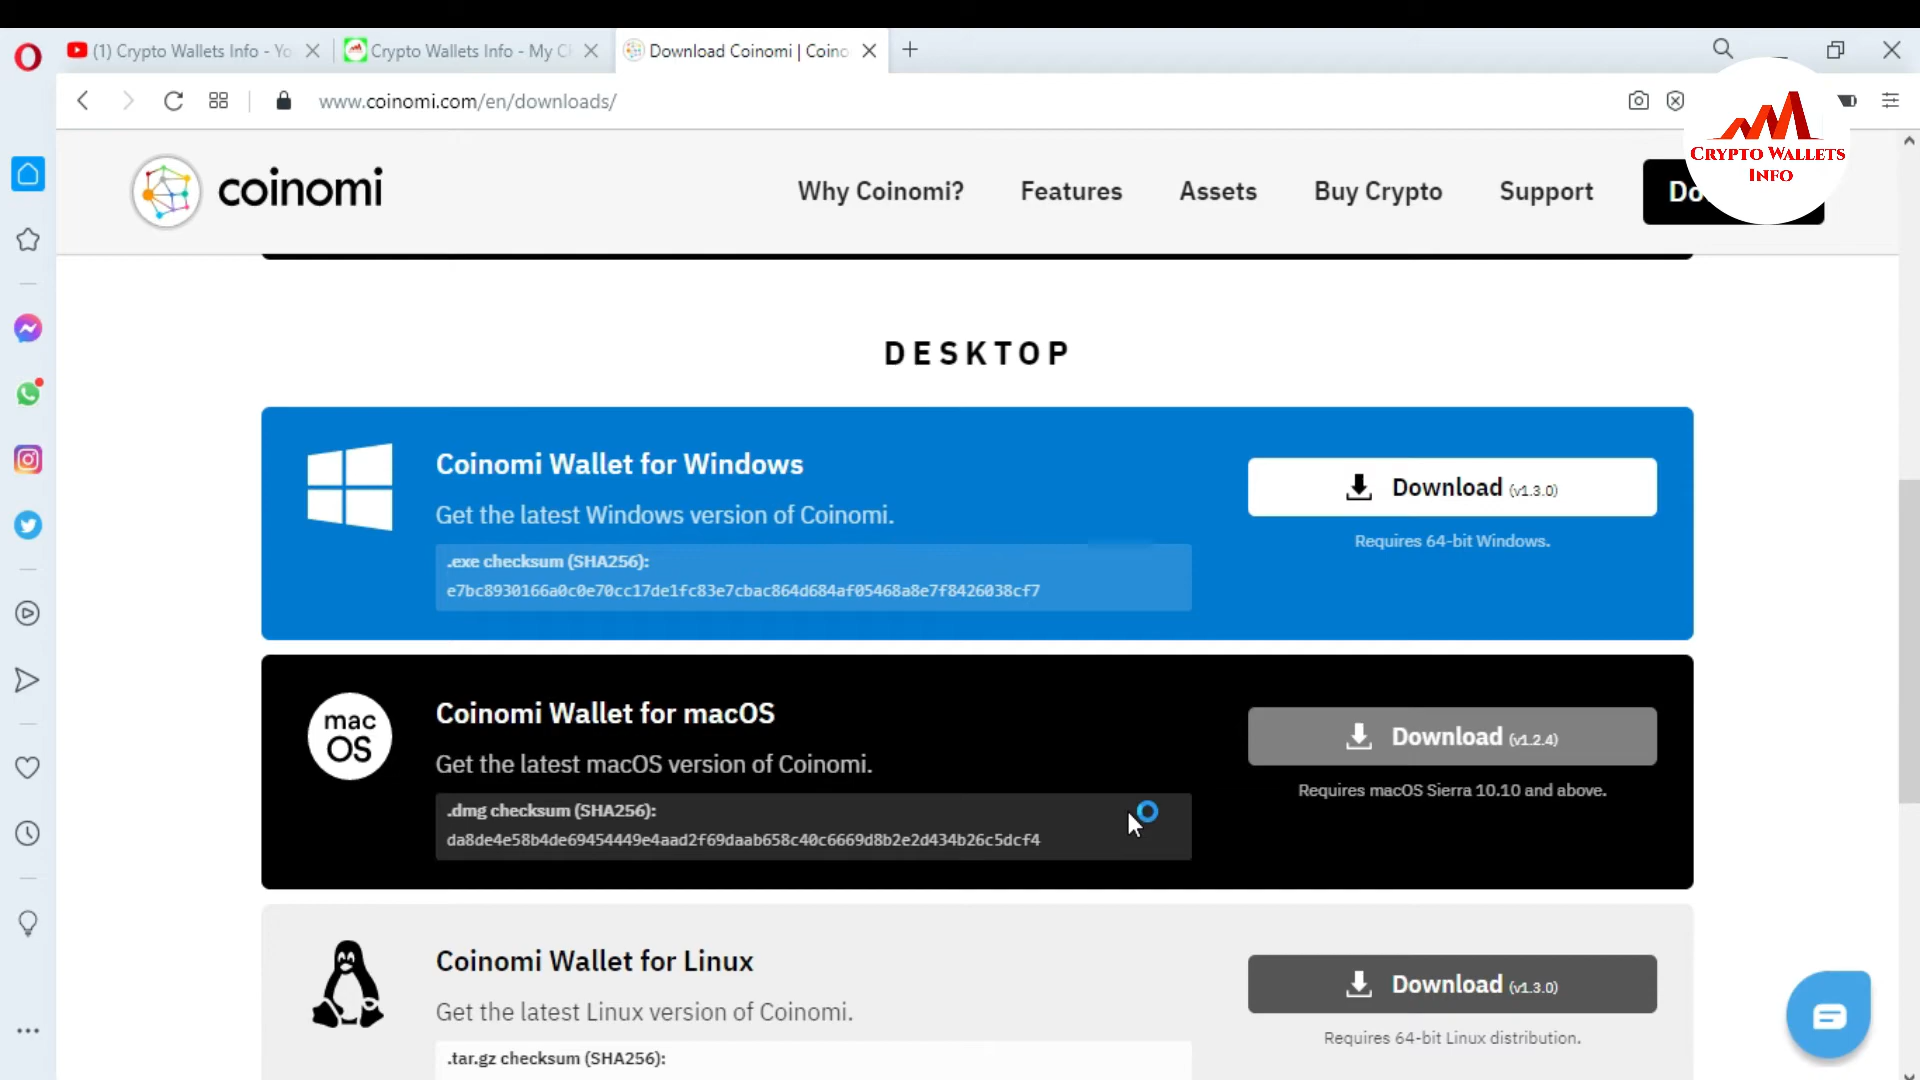 (1) Crypto Wallets Info - Yo
Crypto Wallets Info - My C
Download Coinomi | Coino
www.coinomi.com/en/downloads/
CRYPTO WALLETS
INFO
coinomi
Why Coinomi? Features Assets Buy Crypto Support Do
DESKTOP
Coinomi Wallet for Windows
Get the latest Windows version of Coinomi.
.exe checksum (SHA256):
e7bc8930166a0c0e70cc17de1fc83e7cbac864d684af05468a8e7f8426038cf7
Download (v1.3.0)
Requires 64-bit Windows.
mac
OS
Coinomi Wallet for macOS
Get the latest macOS version of Coinomi.
.dmg checksum (SHA256):
da8de4e58b4de69454449e4aad2f69daab658c40c6669d8b2e2d434b26c5dcf4
Download (v1.2.4)
Requires macOS Sierra 10.10 and above.
Coinomi Wallet for Linux
Get the latest Linux version of Coinomi.
.tar.gz checksum (SHA256):
Download (v1.3.0)
Requires 64-bit Linux distribution.